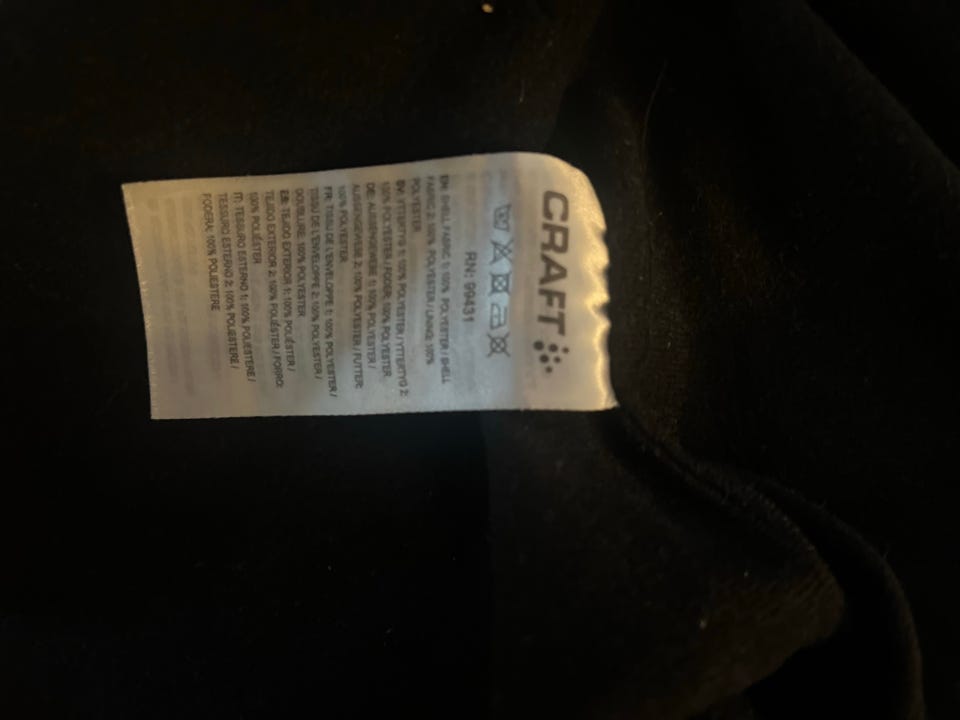 CRAFT
RN: 99431
EN: SHELL FABRIC 1: 100% POLYESTER / SHELL
FABRIC 2: 100% POLYESTER / LINING: 100%
POLYESTER
SV: YTTERTYG 1: 100% POLYESTER / YTTERTYG 2:
100% POLYESTER / FODER: 100% POLYESTER
DE: AUSSENGEWEBE 1: 100% POLYESTER /
AUSSENGEWEBE 2: 100% POLYESTER / FUTTER:
100% POLYESTER
FR: TISSU DE L'ENVELOPPE 1: 100% POLYESTER /
TISSU DE L'ENVELOPPE 2: 100% POLYESTER /
DOUBLURE: 100% POLYESTER
ES: TEJIDO EXTERIOR 1: 100% POLIÉSTER /
TEJIDO EXTERIOR 2: 100% POLIÉSTER / FORRO:
100% POLIÉSTER
IT: TESSURO ESTERNO 1: 100% POLIESTERE /
TESSURO ESTERNO 2: 100% POLIESTERE /
FODERA: 100% POLIESTERE